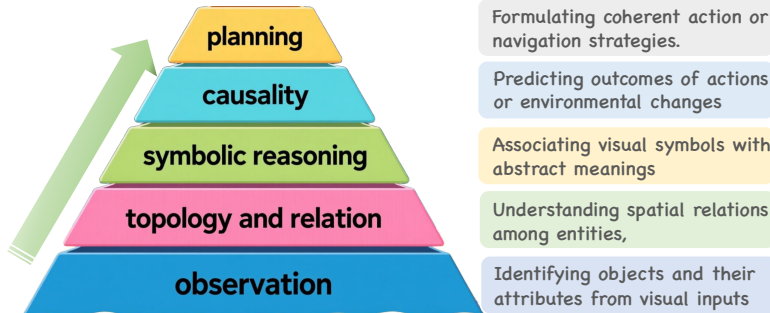 planning
Formulating coherent action or
navigation strategies.
causality
Predicting outcomes of actions
or environmental changes
symbolic reasoning
Associating visual symbols with
abstract meanings
topology and relation
Understanding spatial relations
among entities,
observation
Identifying objects and their
attributes from visual inputs